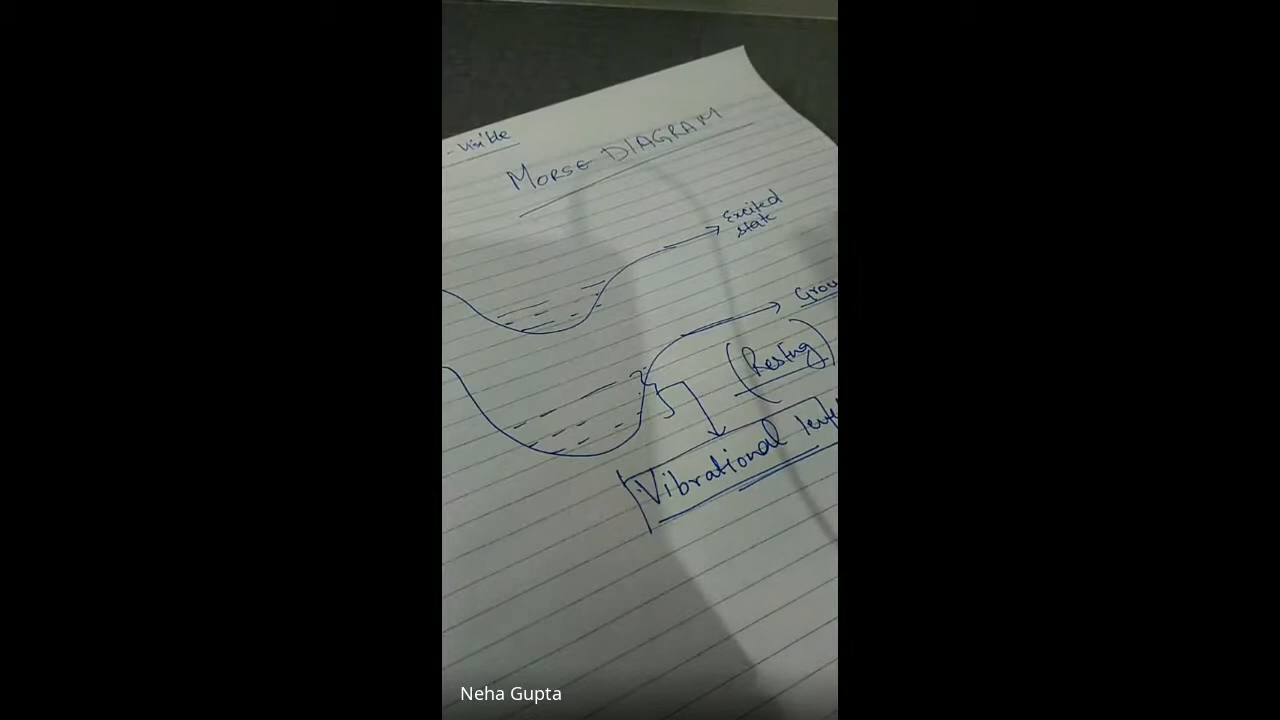 - Visible
MORSE DIAGRAM
Excited
state
Grou
(Resting)
Vibrational leve
Neha Gupta